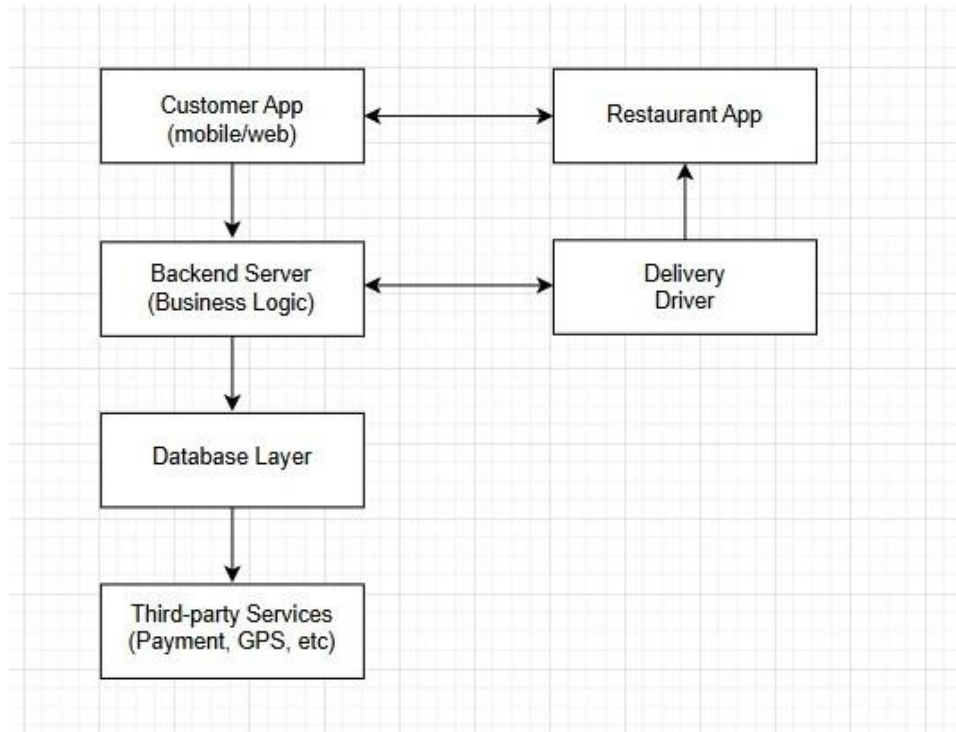 Customer App
(mobile/web)
Restaurant App
Backend Server
(Business Logic)
Delivery
Driver
Database Layer
Third-party Services
(Payment, GPS, etc)